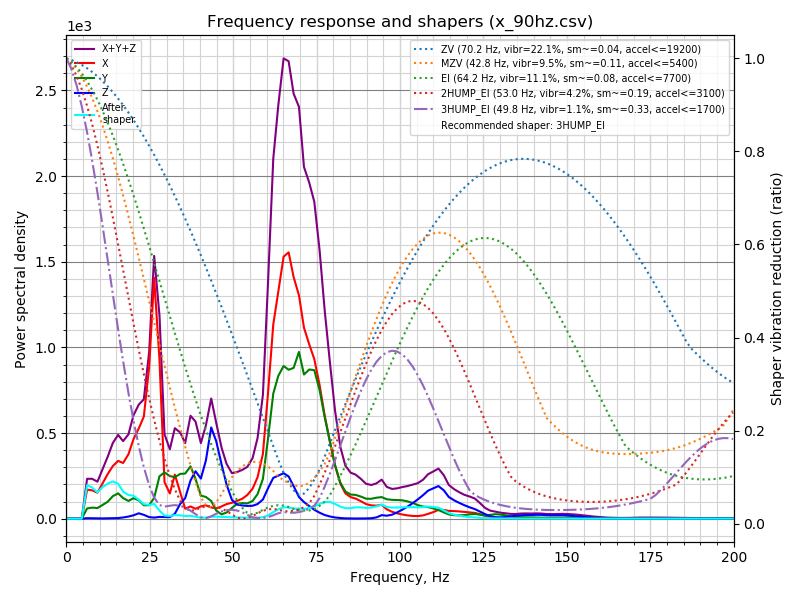 Frequency response and shapers (x_90hz.csv)
1e3
X+Y+Z
X
Y
Z
After
shaper
ZV (70.2 Hz, vibr=22.1%, sm~=0.04, accel<=19200)
MZV (42.8 Hz, vibr=9.5%, sm~=0.11, accel<=5400)
EI (64.2 Hz, vibr=11.1%, sm~=0.08, accel<=7700)
2HUMP_EI (53.0 Hz, vibr=4.2%, sm~=0.19, accel<=3100)
3HUMP_EI (49.8 Hz, vibr=1.1%, sm~=0.33, accel<=1700)
Recommended shaper: 3HUMP_EI
Power spectral density
2.5
2.0
1.5
1.0
0.5
0.0
1.0
0.8
0.6
0.4
0.2
0.0
Shaper vibration reduction (ratio)
0 25 50 75 100 125 150 175 200
Frequency, Hz